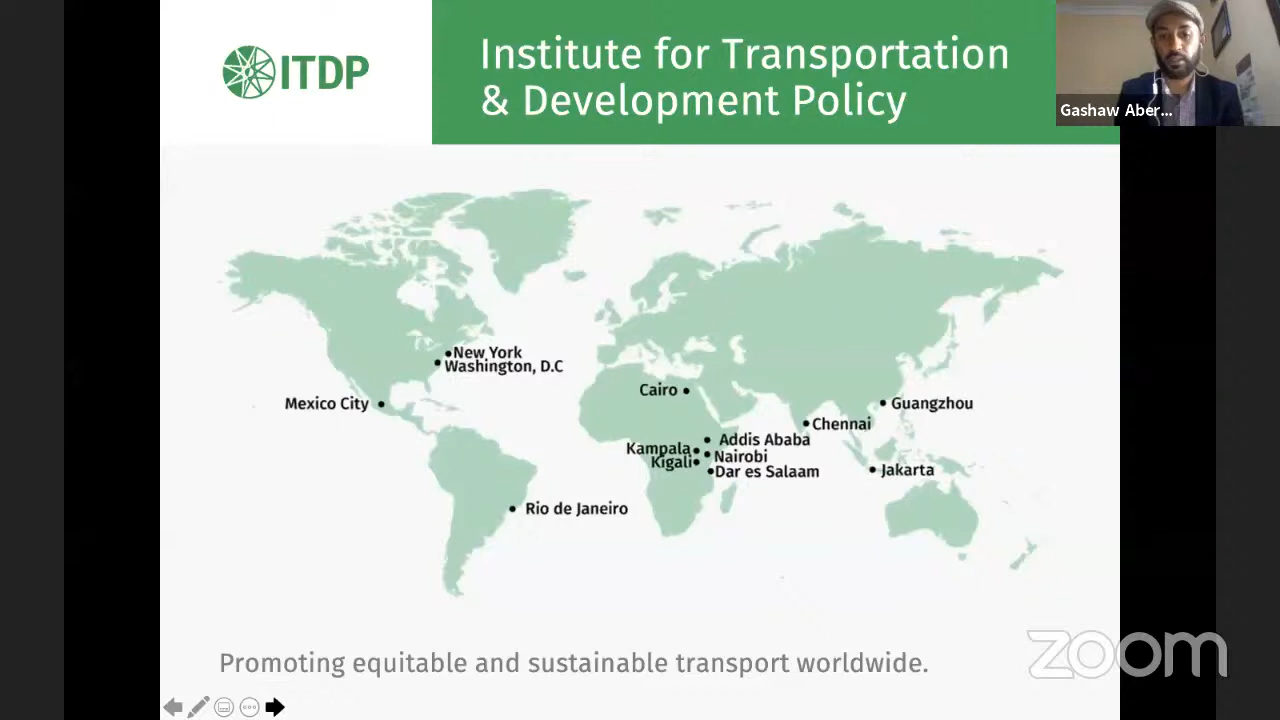 ITDP
Institute for Transportation
& Development Policy
Gashaw Aber...
New York
Washington, D.C
Mexico City
Cairo
Guangzhou
Chennai
Addis Ababa
Kampala
Nairobi
Kigali
Dar es Salaam
Jakarta
Rio de Janeiro
Promoting equitable and sustainable transport worldwide.
zoom